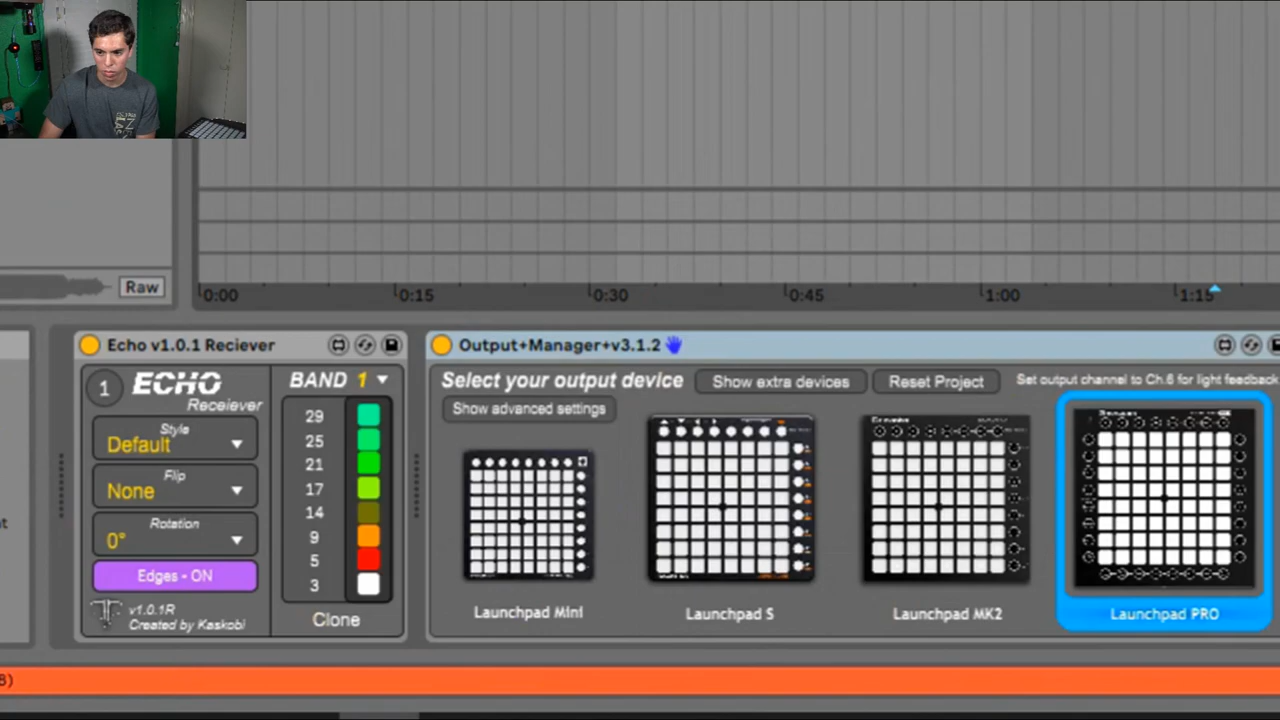 Raw
0:00
0:15
0:30
0:45
1:00
1:15
Echo v1.0.1 Reciever
1
ECHO
Receiever
Style
Default
Flip
None
Rotation
0°
Edges - ON
v1.0.1R
Created by Kaskobi
BAND 1
29
25
21
17
14
9
5
3
Clone
Output+Manager+v3.1.2
Select your output device
Show extra devices
Reset Project
Set output channel to Ch.6 for light feedback
Show advanced settings
Launchpad Mini
Launchpad S
Launchpad MK2
Launchpad PRO
8)